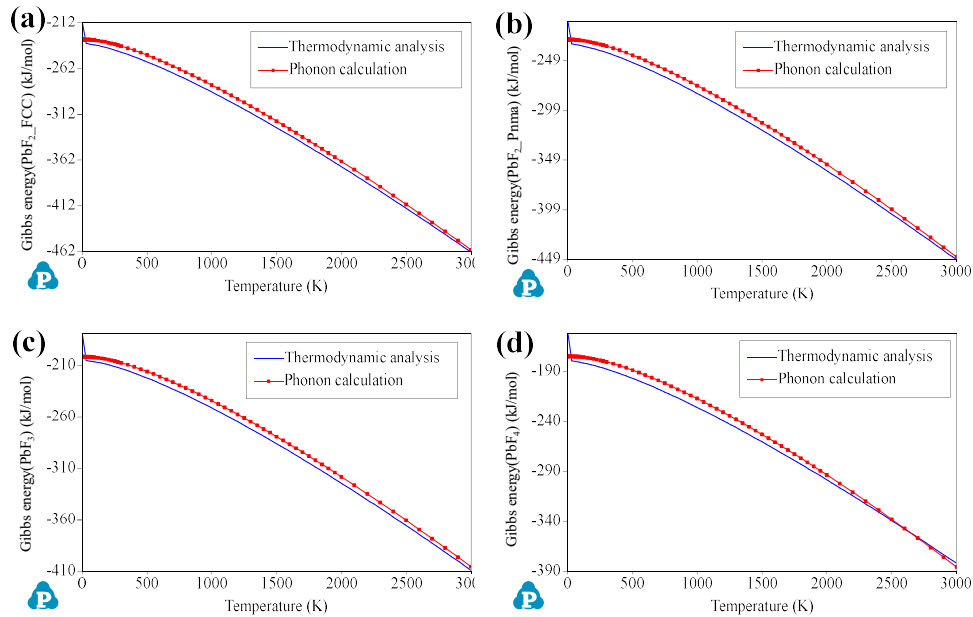 (a)
-212
-262
-312
-362
-412
-462
Gibbs energy(PbF₂_FCC) (kJ/mol)
Thermodynamic analysis
Phonon calculation
0 500 1000 1500 2000 2500 3000
Temperature (K)
P
(b)
-249
-299
-349
-399
-449
Gibbs energy(PbF₂_Pnma) (kJ/mol)
Thermodynamic analysis
Phonon calculation
0 500 1000 1500 2000 2500 3000
Temperature (K)
P
(c)
-210
-260
-310
-360
-410
Gibbs energy(PbF₃) (kJ/mol)
Thermodynamic analysis
Phonon calculation
0 500 1000 1500 2000 2500 3000
Temperature (K)
P
(d)
-190
-240
-290
-340
-390
Gibbs energy(PbF₄) (kJ/mol)
Thermodynamic analysis
Phonon calculation
0 500 1000 1500 2000 2500 3000
Temperature (K)
P